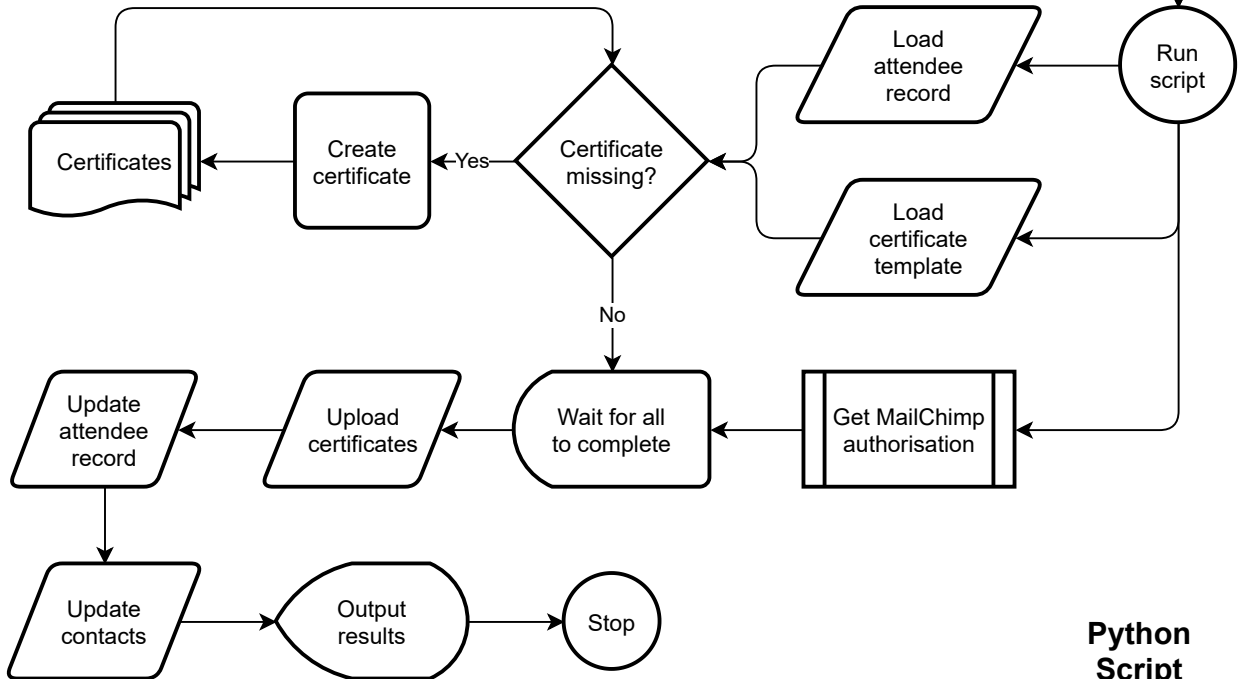 Load
attendee
record
Run
script
Certificates
Create
certificate
Yes
Certificate
missing?
Load
certificate
template
No
Update
attendee
record
Upload
certificates
Wait for all
to complete
Get MailChimp
authorisation
Update
contacts
Output
results
Stop
Python
Script